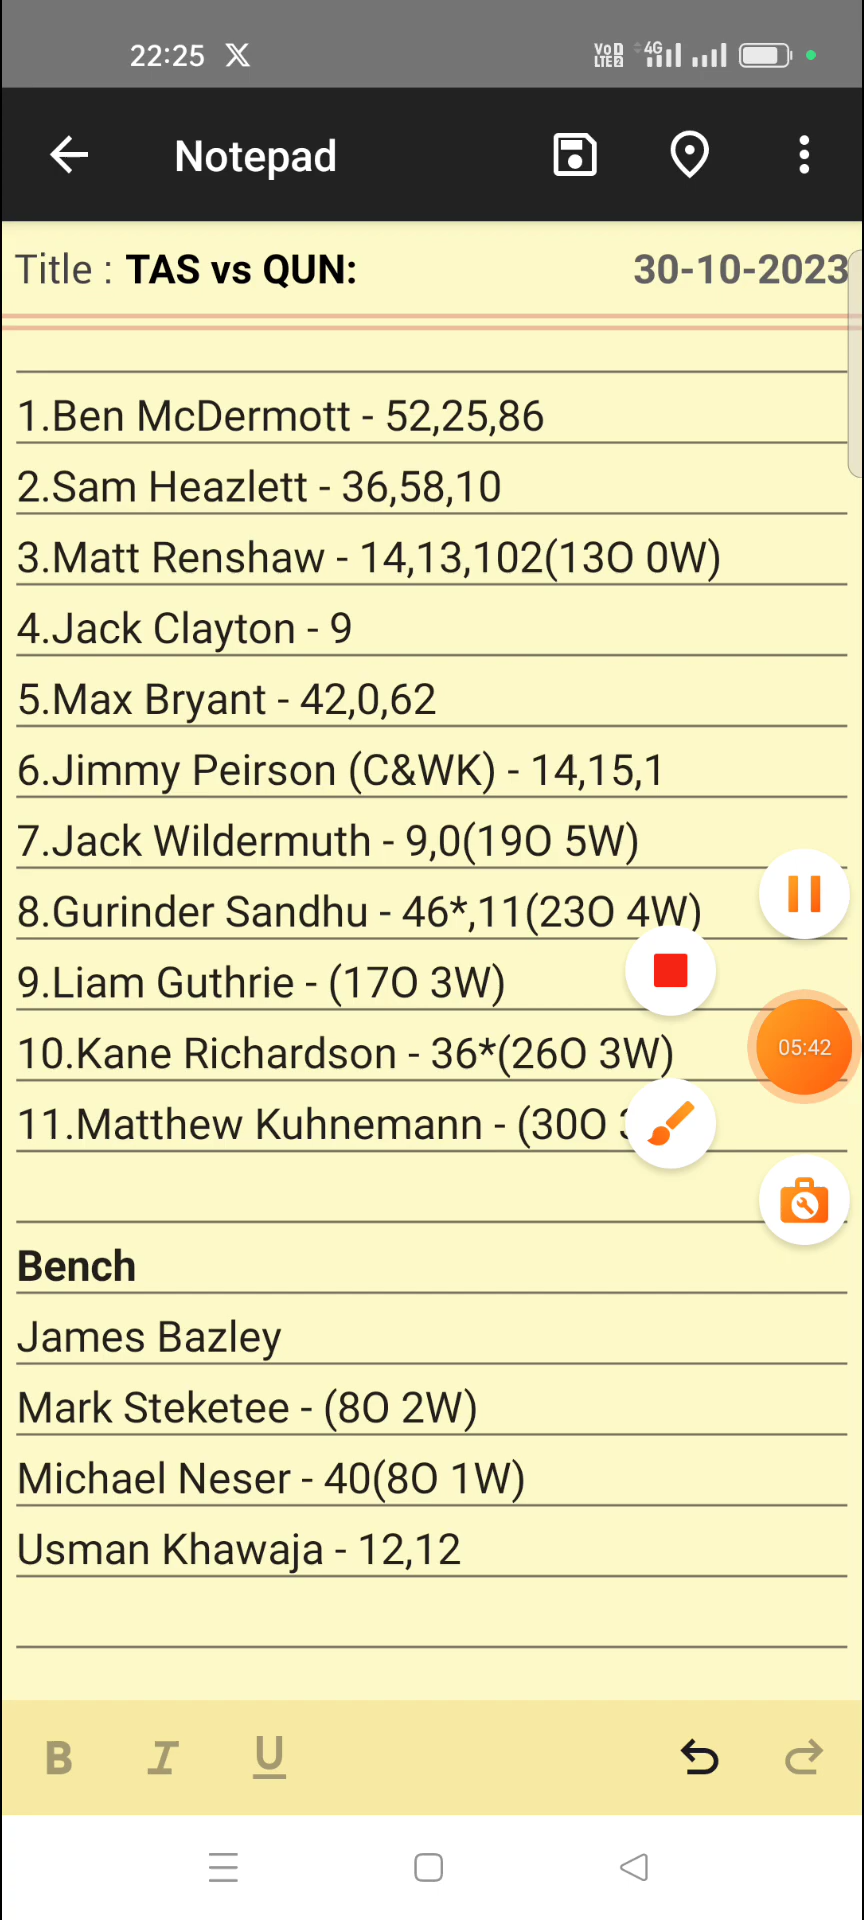 22:25 X VoD LTE2 4G
Notepad
Title : TAS vs QUN: 30-10-2023
1.Ben McDermott - 52,25,86
2.Sam Heazlett - 36,58,10
3.Matt Renshaw - 14,13,102(13O 0W)
4.Jack Clayton - 9
5.Max Bryant - 42,0,62
6.Jimmy Peirson (C&WK) - 14,15,1
7.Jack Wildermuth - 9,0(19O 5W)
8.Gurinder Sandhu - 46*,11(23O 4W)
9.Liam Guthrie - (17O 3W)
10.Kane Richardson - 36*(26O 3W)
05:42
11.Matthew Kuhnemann - (30O
Bench
James Bazley
Mark Steketee - (8O 2W)
Michael Neser - 40(8O 1W)
Usman Khawaja - 12,12
B I U